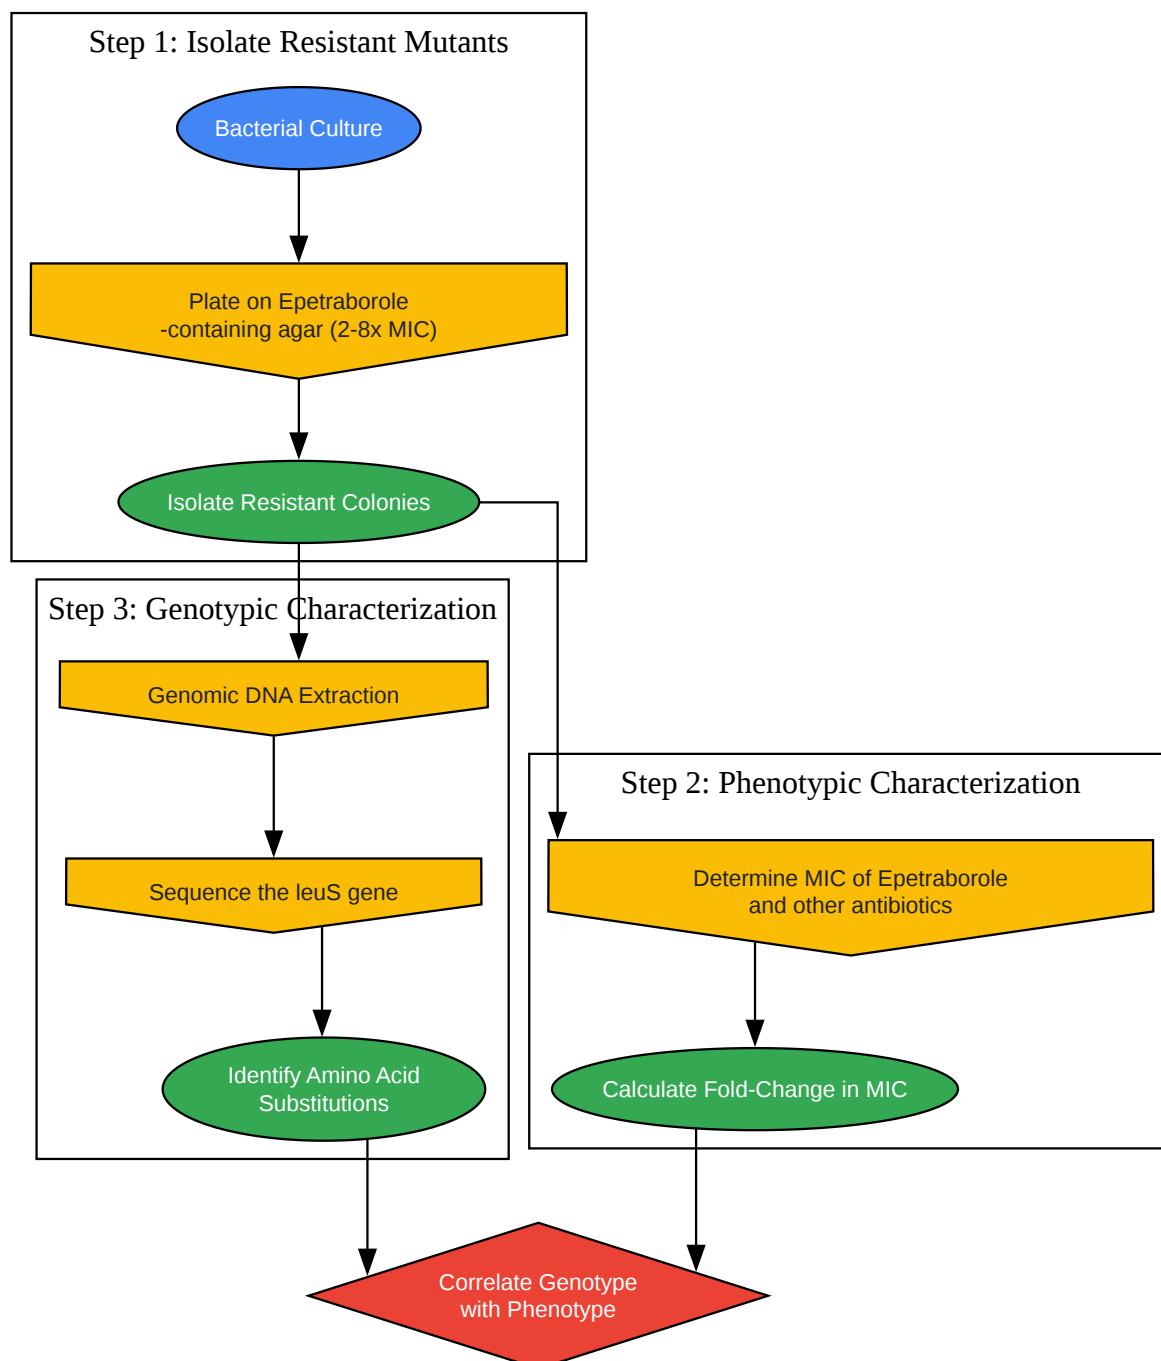 Step 1: Isolate Resistant Mutants
Bacterial Culture
Plate on Epetraborole
-containing agar (2-8x MIC)
Isolate Resistant Colonies
Step 3: Genotypic Characterization
Genomic DNA Extraction
Sequence the leuS gene
Identify Amino Acid
Substitutions
Step 2: Phenotypic Characterization
Determine MIC of Epetraborole
and other antibiotics
Calculate Fold-Change in MIC
Correlate Genotype
with Phenotype